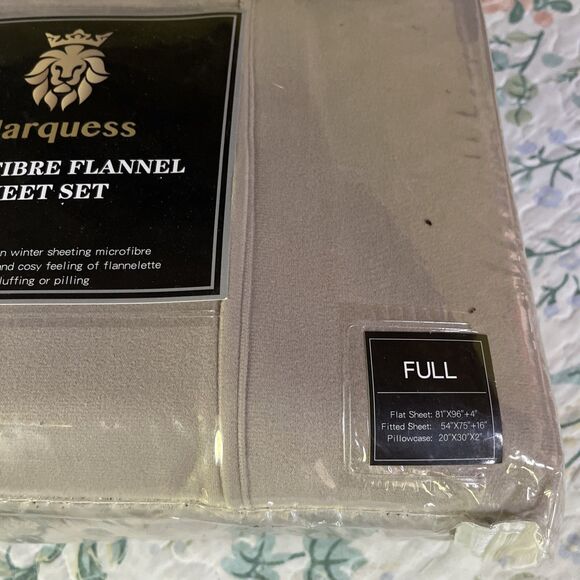 arquess
FIBRE FLANNEL
EET SET
n winter sheeting microfibre
and cosy feeling of flannelette
luffing or pilling
FULL
Flat Sheet: 81"X96"+4"
Fitted Sheet: 54"X75"+16"
Pillowcase: 20"X30"X2"